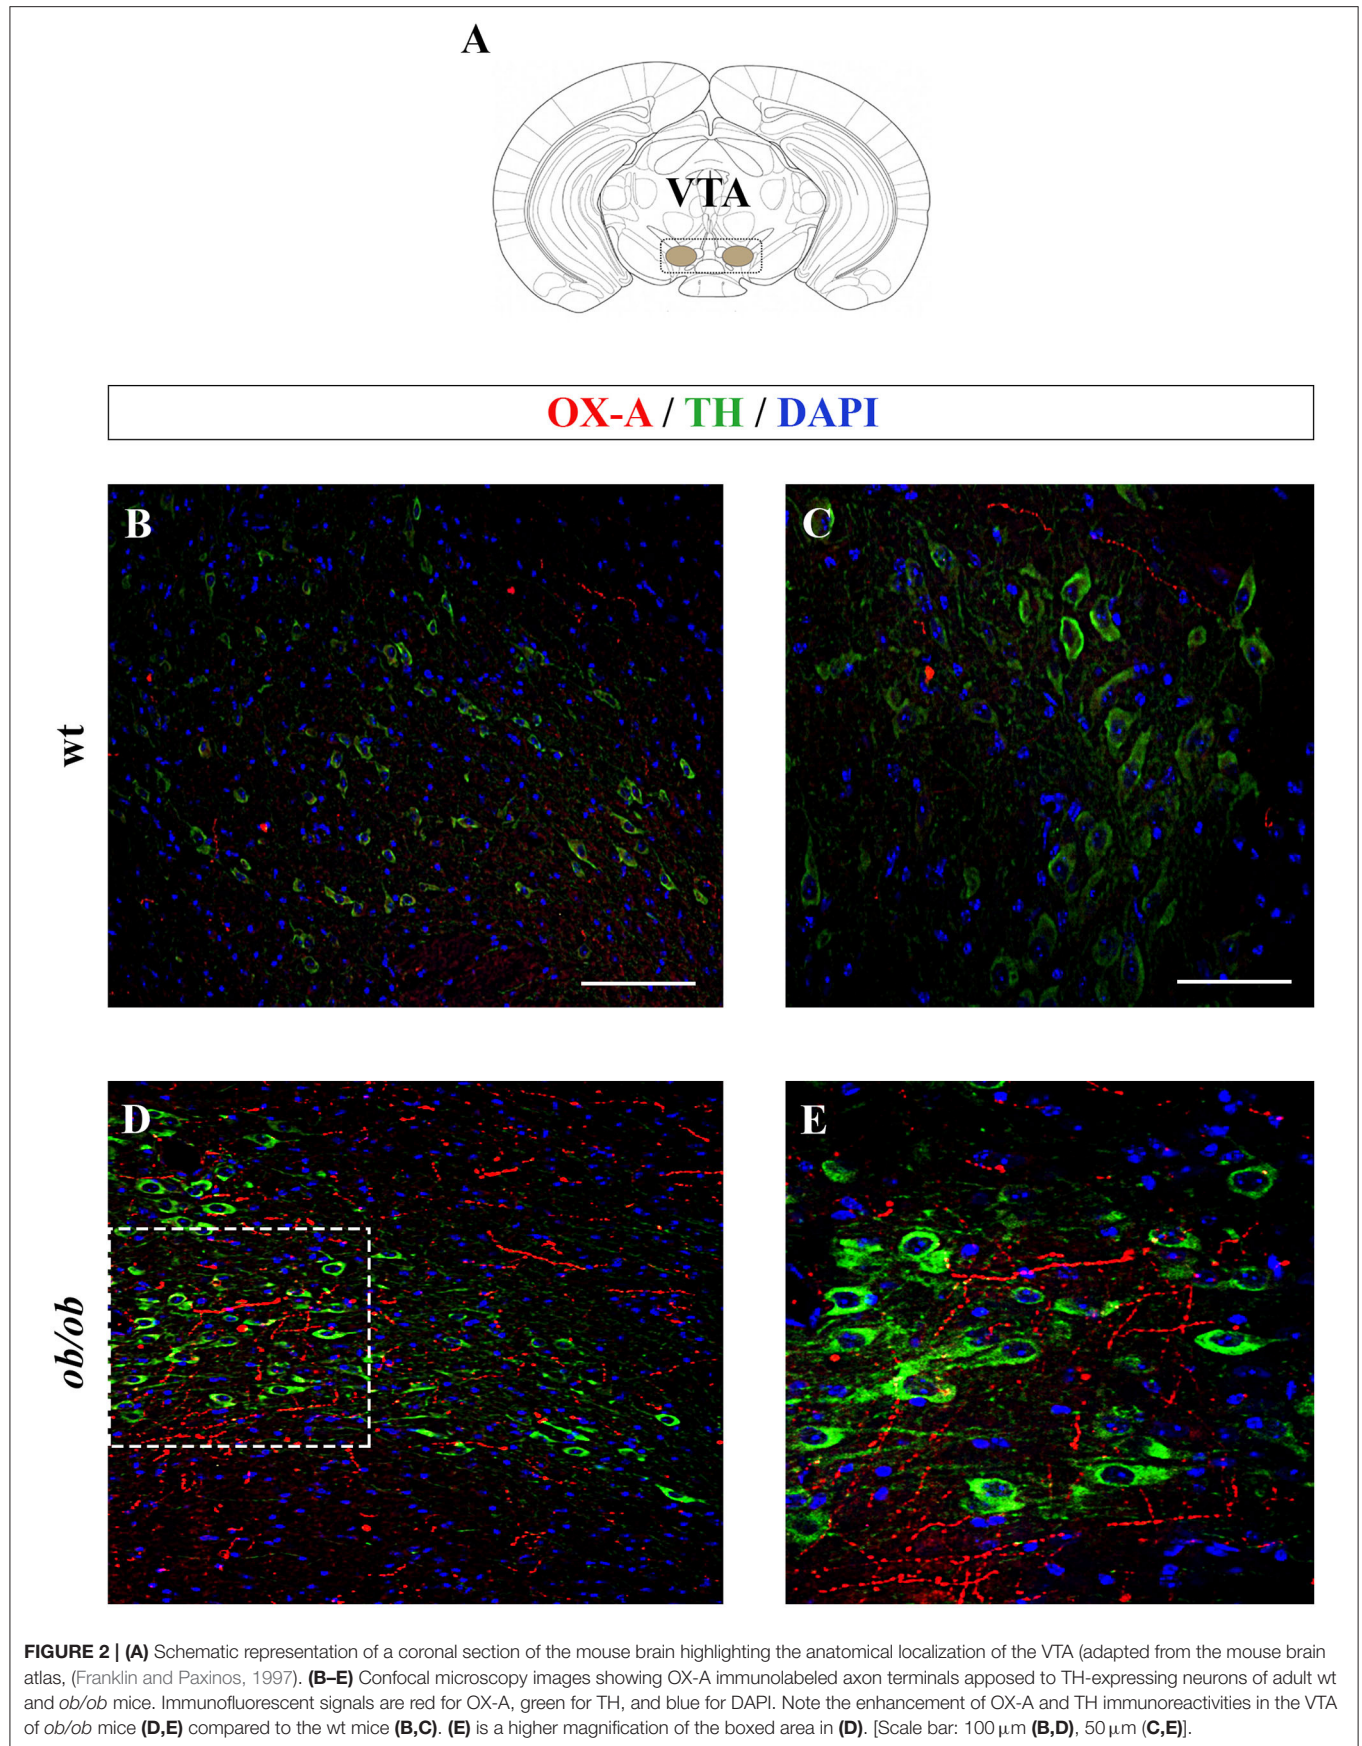 A
VTA
OX-A / TH / DAPI
B
C
wt
D
E
ob/ob
FIGURE 2 | (A) Schematic representation of a coronal section of the mouse brain highlighting the anatomical localization of the VTA (adapted from the mouse brain
atlas, (Franklin and Paxinos, 1997). (B–E) Confocal microscopy images showing OX-A immunolabeled axon terminals apposed to TH-expressing neurons of adult wt
and ob/ob mice. Immunofluorescent signals are red for OX-A, green for TH, and blue for DAPI. Note the enhancement of OX-A and TH immunoreactivities in the VTA
of ob/ob mice (D,E) compared to the wt mice (B,C). (E) is a higher magnification of the boxed area in (D). [Scale bar: 100 μm (B,D), 50 μm (C,E)].